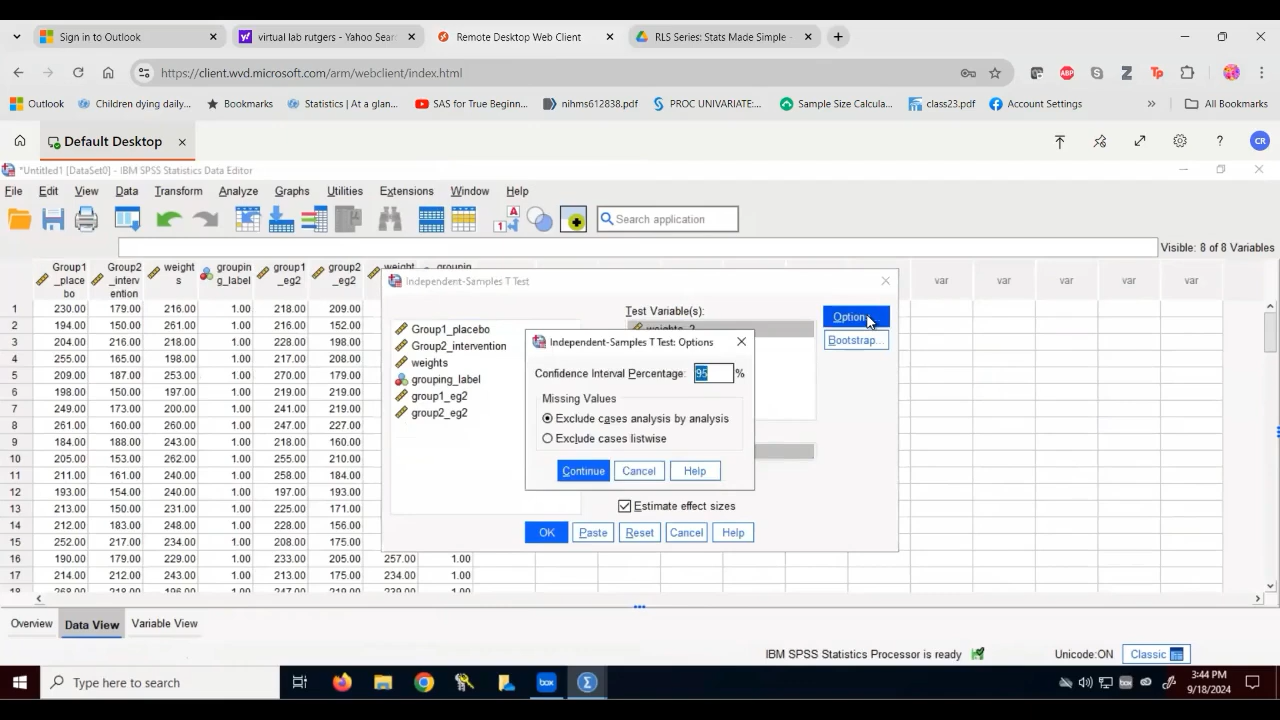 Sign in to Outlook
virtual lab rutgers - Yahoo Sear
Remote Desktop Web Client
RLS Series: Stats Made Simple -
https://client.wvd.microsoft.com/arm/webclient/index.html
ABP
Outlook
Children dying daily...
Bookmarks
Statistics | At a glan...
SAS for True Beginn...
nihms612838.pdf
PROC UNIVARIATE:...
Sample Size Calcula...
class23.pdf
Account Settings
All Bookmarks
Default Desktop
CR
*Untitled1 [DataSet0] - IBM SPSS Statistics Data Editor
File Edit View Data Transform Analyze Graphs Utilities Extensions Window Help
Search application
Visible: 8 of 8 Variables
Group1_placebo Group2_intervention weights grouping_label group1_eg2 group2_eg2 var var var var
1 230.00 179.00 216.00 1.00 218.00 209.00
2 194.00 150.00 261.00 1.00 216.00 152.00
3 204.00 216.00 168.00 1.00 228.00 198.00
4 255.00 165.00 198.00 1.00 217.00 208.00
5 209.00 187.00 253.00 1.00 270.00 179.00
6 197.00 150.00 197.00 1.00 219.00 219.00
7 249.00 173.00 200.00 1.00 241.00 219.00
8 261.00 160.00 260.00 1.00 247.00 227.00
9 184.00 188.00 243.00 1.00 218.00 160.00
10 205.00 153.00 262.00 1.00 255.00 210.00
11 211.00 161.00 240.00 1.00 258.00 184.00
12 193.00 154.00 240.00 1.00 197.00 193.00
13 213.00 150.00 231.00 1.00 225.00 171.00
14 212.00 183.00 248.00 1.00 228.00 156.00
15 252.00 217.00 234.00 1.00 208.00 175.00
16 190.00 179.00 229.00 1.00 233.00 205.00 257.00 1.00
17 214.00 212.00 243.00 1.00 213.00 175.00 234.00 1.00
Independent-Samples T Test
Test Variable(s):
weights_2
Group1_placebo
Group2_intervention
weights
grouping_label
group1_eg2
group2_eg2
Bootstrap...
Independent-Samples T Test: Options
Confidence Interval Percentage: 95 %
Missing Values
Exclude cases analysis by analysis
Exclude cases listwise
Continue Cancel Help
Estimate effect sizes
OK Paste Reset Cancel Help
Overview Data View Variable View
IBM SPSS Statistics Processor is ready
Unicode:ON
Classic
Type here to search
box
3:44 PM
9/18/2024